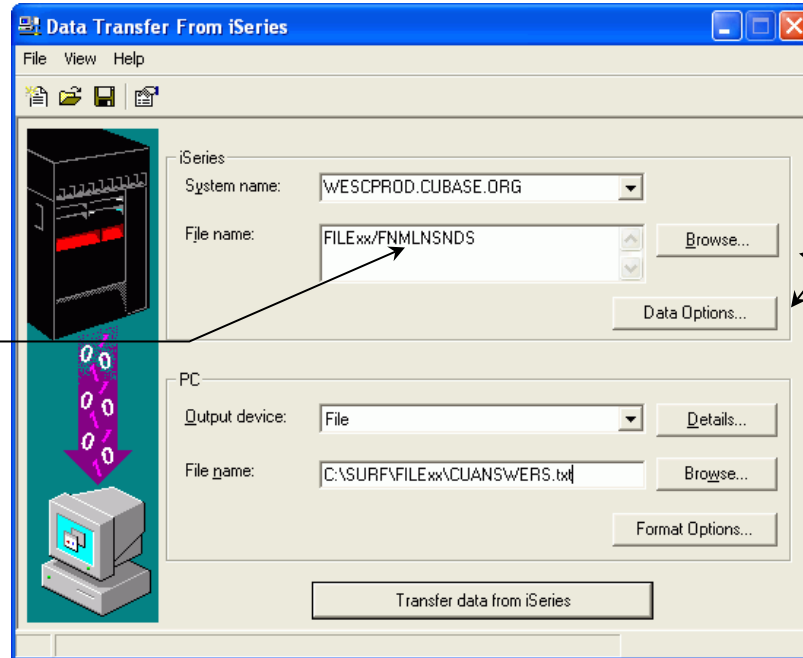 Data Transfer From iSeries
File View Help
iSeries
System name: WESCPROD.CUBASE.ORG
File name: FILExx/FNMLNSNDS Browse...
Data Options...
PC
Output device: File Details...
File name: C:\SURF\FILExx\CUANSWERS.txt Browse...
Format Options...
Transfer data from iSeries